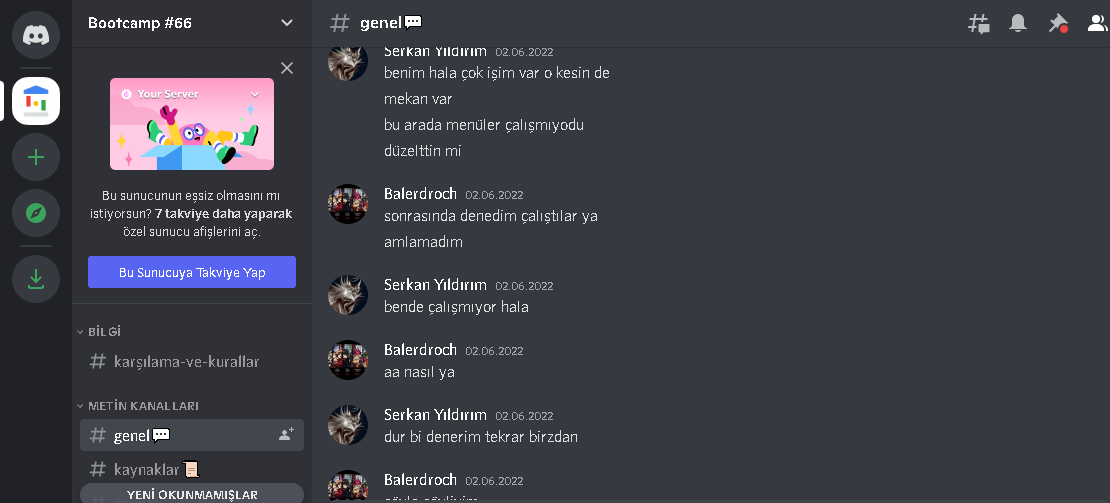 Bootcamp #66
Your Server
Bu sunucunun eşsiz olmasını mı
istiyorsun? 7 takviye daha yaparak
özel sunucu afişlerini aç.
Bu Sunucuya Takviye Yap
BİLGİ
karşılama-ve-kurallar
METİN KANALLARI
genel💬
kaynaklar📜
YENİ OKUNMAMIŞLAR
genel💬
Serkan Yıldırım 02.06.2022
benim hala çok işim var o kesin de
mekan var
bu arada menüler çalışmıyodu
düzelttin mi
Balerdroch 02.06.2022
sonrasında denedim çalıştılar ya
amlamadım
Serkan Yıldırım 02.06.2022
bende çalışmıyor hala
Balerdroch 02.06.2022
aa nasıl ya
Serkan Yıldırım 02.06.2022
dur bi denerim tekrar birzdan
Balerdroch 02.06.2022